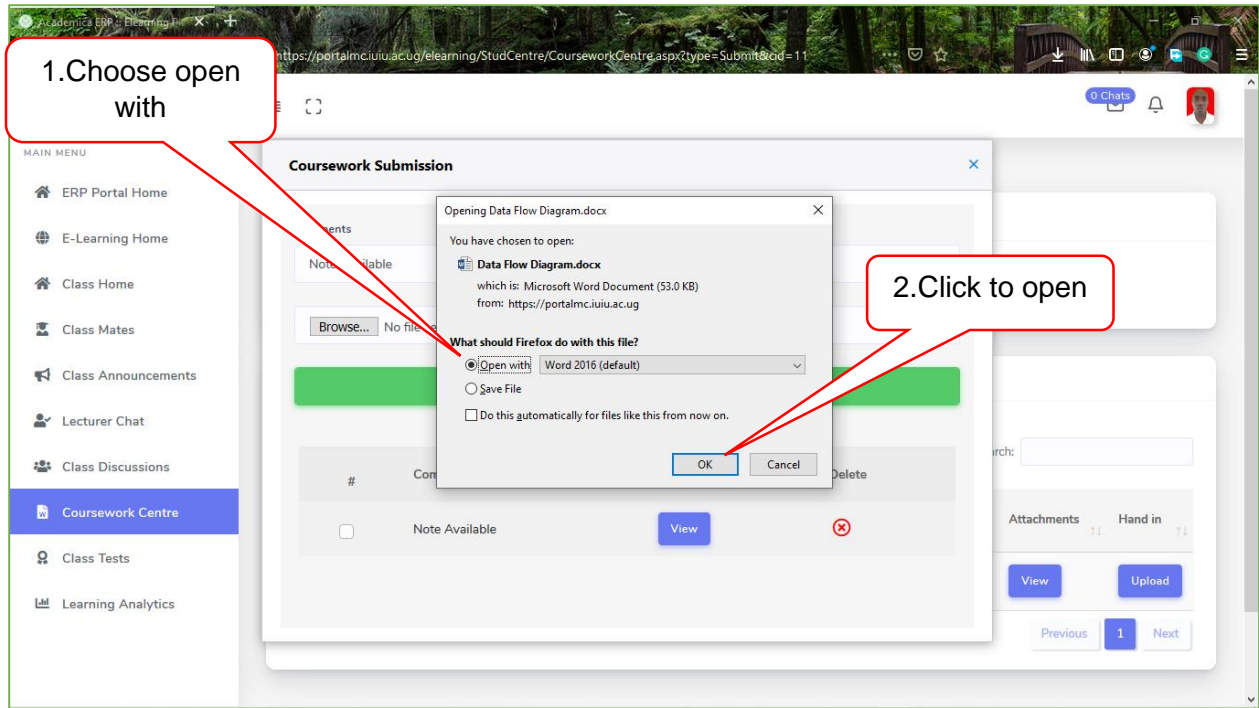 Academica ERP :: Elearning Pl
https://portalmc.iuiu.ac.ug/elearning/StudCentre/CourseworkCentre.aspx?type=Submit&cid=11
1.Choose open
with
0 Chats
MAIN MENU
ERP Portal Home
E-Learning Home
Class Home
Class Mates
Class Announcements
Lecturer Chat
Class Discussions
Coursework Centre
Class Tests
Learning Analytics
Coursework Submission
Browse... No file
Opening Data Flow Diagram.docx
You have chosen to open:
Data Flow Diagram.docx
which is: Microsoft Word Document (53.0 KB)
from: https://portalmc.iuiu.ac.ug
What should Firefox do with this file?
Open with Word 2016 (default)
Save File
Do this automatically for files like this from now on.
OK Cancel
2.Click to open
# Delete
Note Available View
Attachments Hand in
View Upload
Previous 1 Next